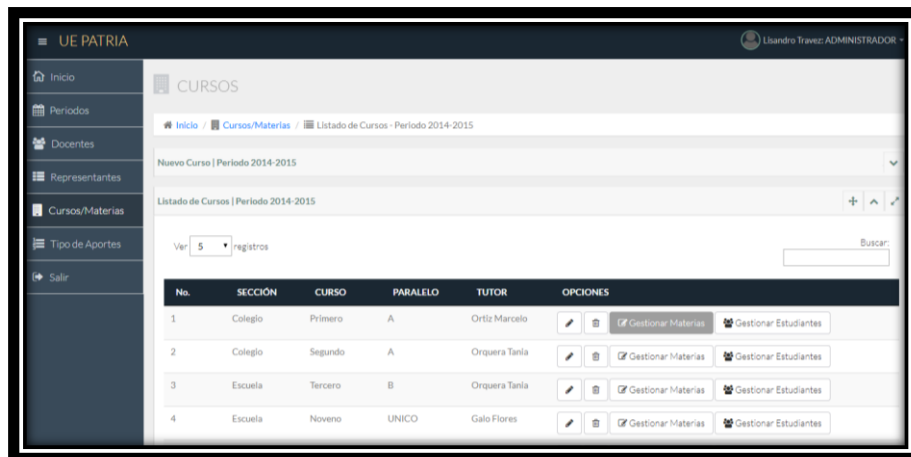 ≡ UE PATRIA
Lisandro Travez: ADMINISTRADOR
Inicio
Periodos
Docentes
Representantes
Cursos/Materias
Tipo de Aportes
Salir
CURSOS
Inicio / Cursos/Materias / Listado de Cursos - Periodo 2014-2015
Nuevo Curso | Periodo 2014-2015
Listado de Cursos | Periodo 2014-2015
Ver 5 registros
Buscar:
No. SECCIÓN CURSO PARALELO TUTOR OPCIONES
1 Colegio Primero A Ortiz Marcelo Gestionar Materias Gestionar Estudiantes
2 Colegio Segundo A Orquera Tania Gestionar Materias Gestionar Estudiantes
3 Escuela Tercero B Orquera Tania Gestionar Materias Gestionar Estudiantes
4 Escuela Noveno UNICO Galo Flores Gestionar Materias Gestionar Estudiantes